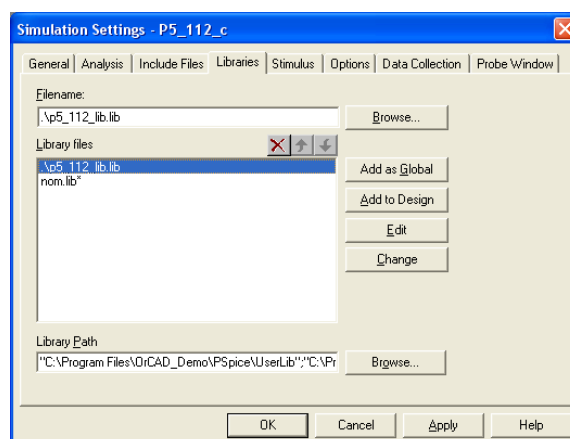 Simulation Settings - P5_112_c
General Analysis Include Files Libraries Stimulus Options Data Collection Probe Window
Filename:
.\p5_112_lib.lib
Browse...
Library files
.\p5_112_lib.lib
nom.lib*
Add as Global
Add to Design
Edit
Change
Library Path
"C:\Program Files\OrCAD_Demo\PSpice\UserLib";"C:\Pr
Browse...
OK Cancel Apply Help